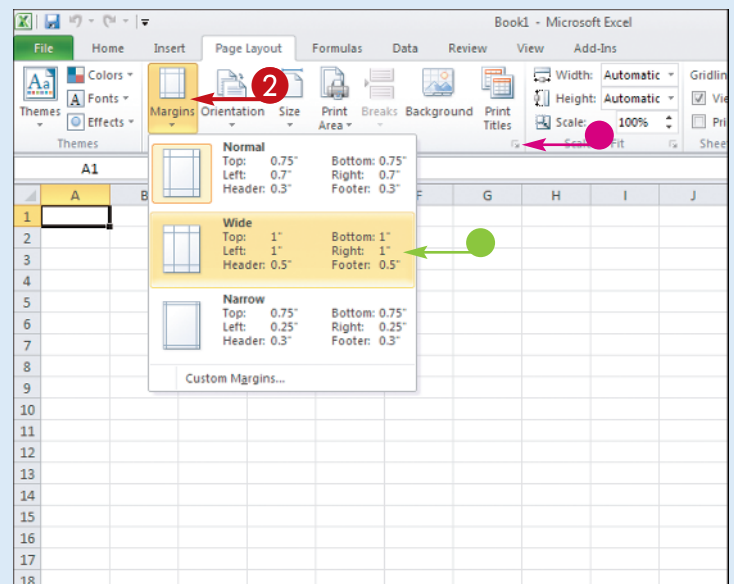 Book1 - Microsoft Excel
File Home Insert Page Layout Formulas Data Review View Add-Ins
Colors Width: Automatic
Aa A Fonts Height: Automatic
Themes Effects Margins Orientation Size Print Area Breaks Background Print Titles Scale: 100%
Themes Fit
2
A1
A B F G H I J
Normal
Top: 0.75" Bottom: 0.75"
Left: 0.7" Right: 0.7"
Header: 0.3" Footer: 0.3"
Wide
Top: 1" Bottom: 1"
Left: 1" Right: 1"
Header: 0.5" Footer: 0.5"
Narrow
Top: 0.75" Bottom: 0.75"
Left: 0.25" Right: 0.25"
Header: 0.3" Footer: 0.3"
Custom Margins...
1
2
3
4
5
6
7
8
9
10
11
12
13
14
15
16
17
18